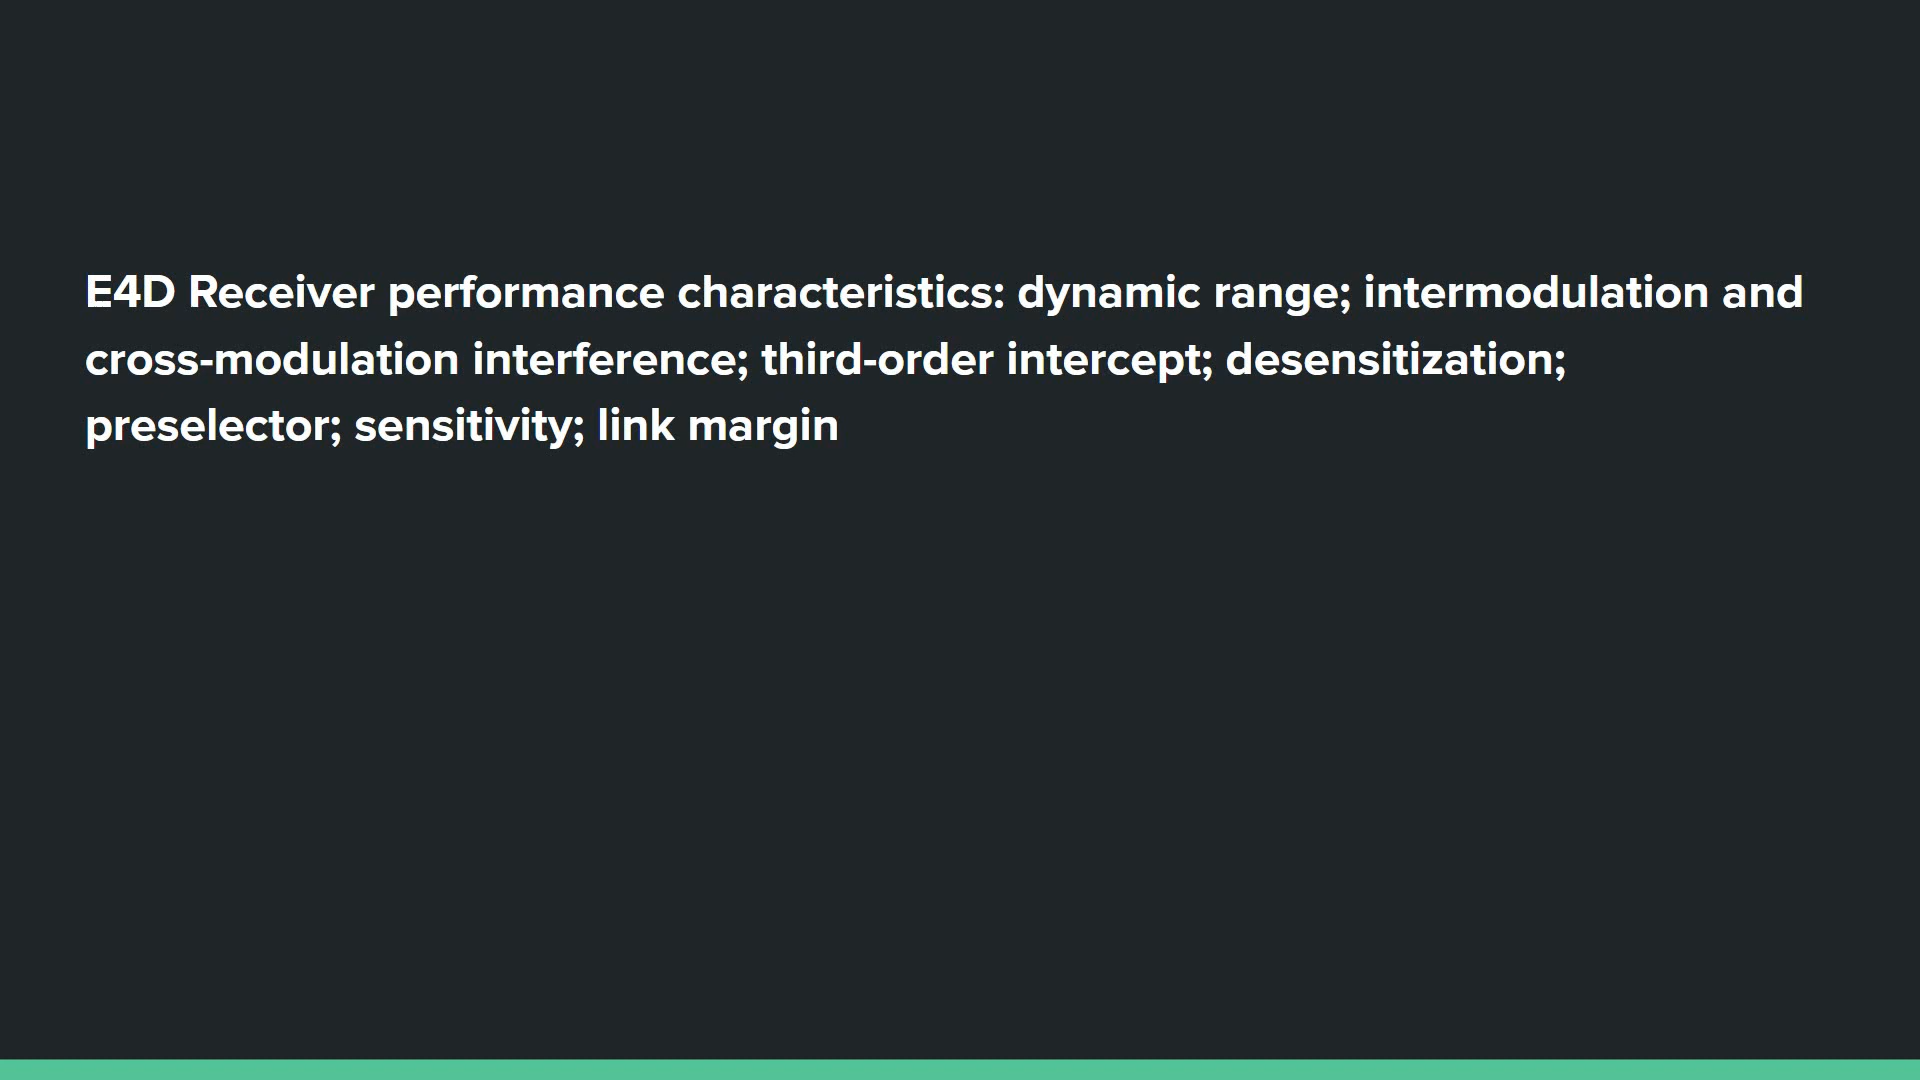 E4D Receiver performance characteristics: dynamic range; intermodulation and
cross-modulation interference; third-order intercept; desensitization;
preselector; sensitivity; link margin